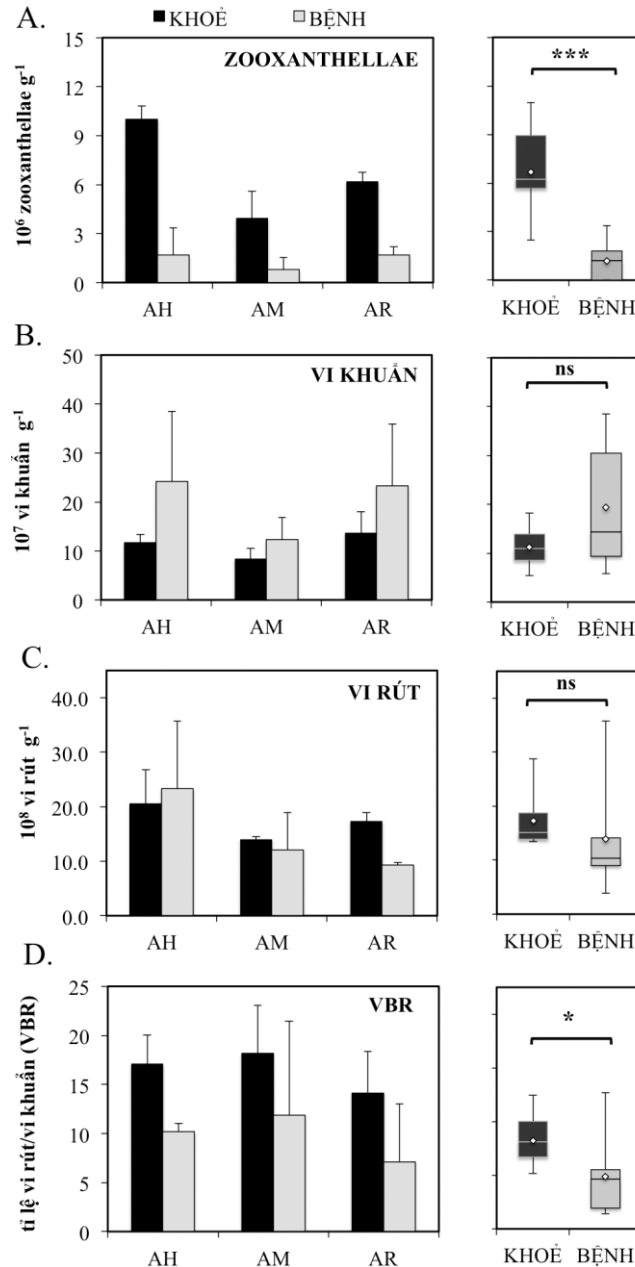 A.
KHOẺ BỆNH
ZOOXANTHELLAE
10⁶ zooxanthellae g⁻¹
15
12
9
6
3
0
AH AM AR
***
KHOẺ BỆNH
B.
VI KHUẨN
10⁷ vi khuẩn g⁻¹
50
40
30
20
10
0
AH AM AR
ns
KHOẺ BỆNH
C.
VI RÚT
10⁸ vi rút g⁻¹
40.0
30.0
20.0
10.0
0.0
AH AM AR
ns
KHOẺ BỆNH
D.
VBR
tỉ lệ vi rút/vi khuẩn (VBR)
25
20
15
10
5
0
AH AM AR
*
KHOẺ BỆNH